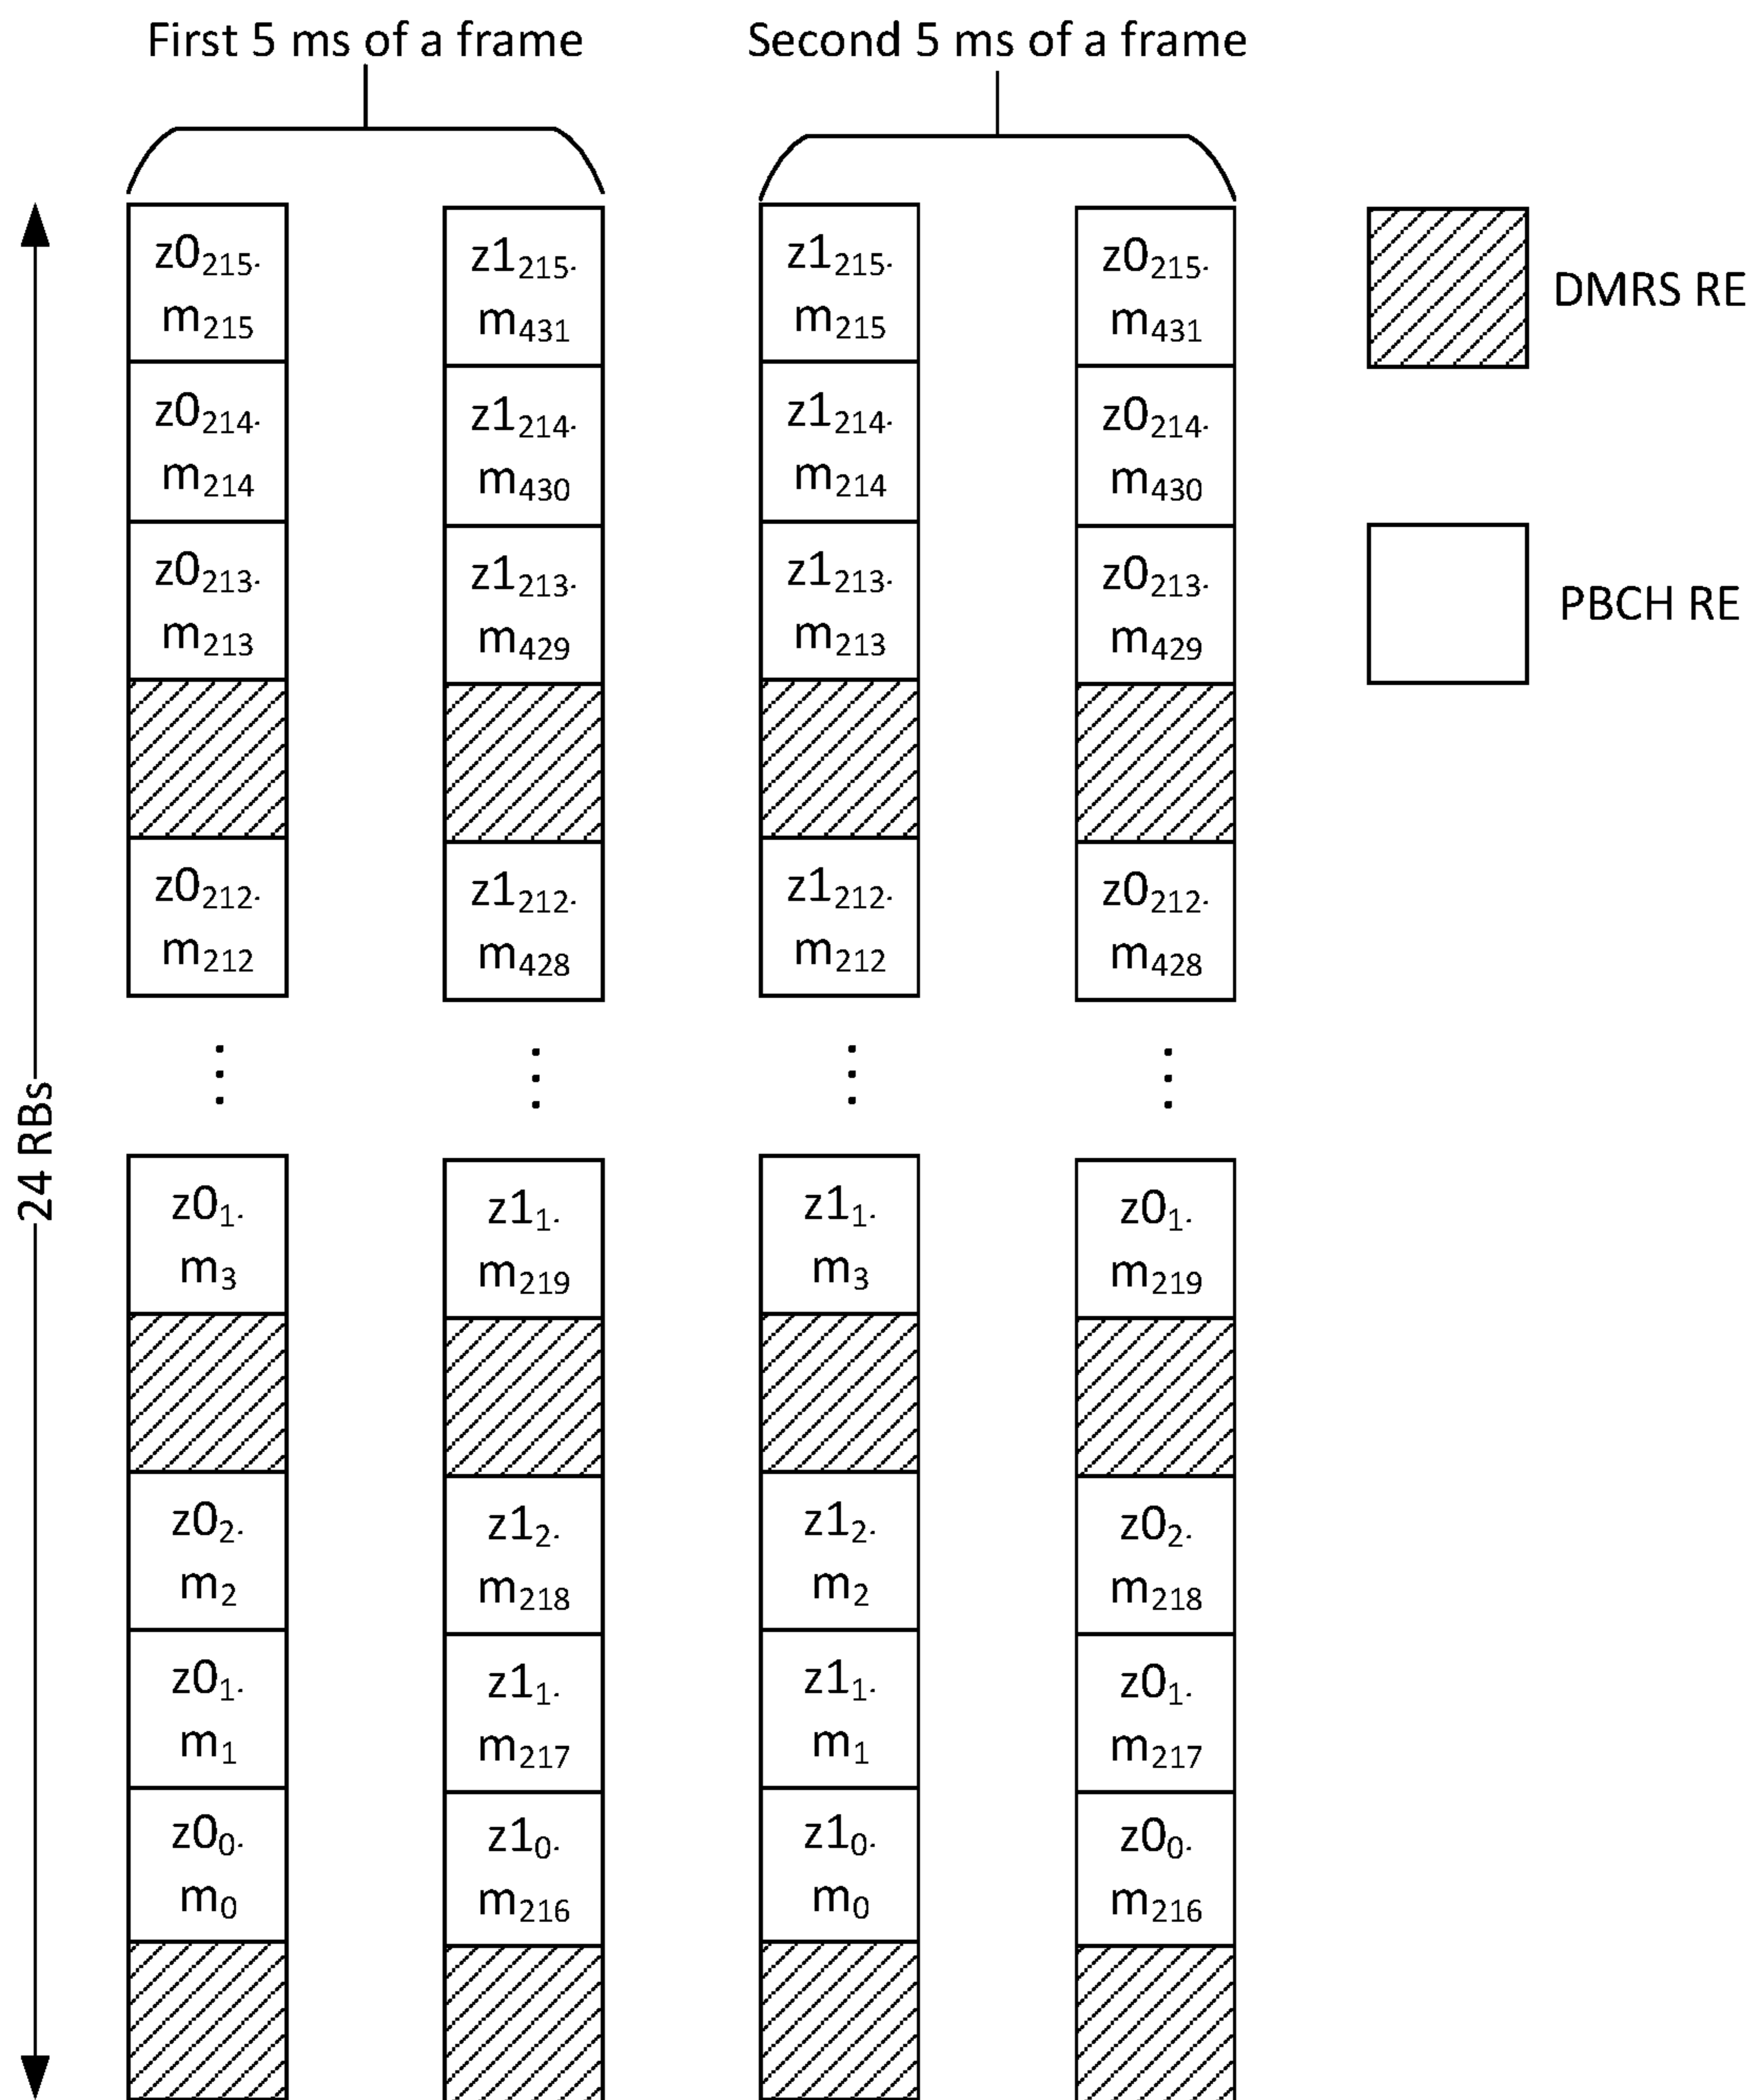 First 5 ms of a frame
Second 5 ms of a frame
z0₂₁₅.
m₂₁₅
z0₂₁₄.
m₂₁₄
z0₂₁₃.
m₂₁₃
z0₂₁₂.
m₂₁₂
z0₁.
m₃
z0₂.
m₂
z0₁.
m₁
z0₀.
m₀
z1₂₁₅.
m₄₃₁
z1₂₁₄.
m₄₃₀
z1₂₁₃.
m₄₂₉
z1₂₁₂.
m₄₂₈
z1₁.
m₂₁₉
z1₂.
m₂₁₈
z1₁.
m₂₁₇
z1₀.
m₂₁₆
z1₂₁₅.
m₂₁₅
z1₂₁₄.
m₂₁₄
z1₂₁₃.
m₂₁₃
z1₂₁₂.
m₂₁₂
z1₁.
m₃
z1₂.
m₂
z1₁.
m₁
z1₀.
m₀
z0₂₁₅.
m₄₃₁
z0₂₁₄.
m₄₃₀
z0₂₁₃.
m₄₂₉
z0₂₁₂.
m₄₂₈
z0₁.
m₂₁₉
z0₂.
m₂₁₈
z0₁.
m₂₁₇
z0₀.
m₂₁₆
DMRS RE
PBCH RE
24 RBs